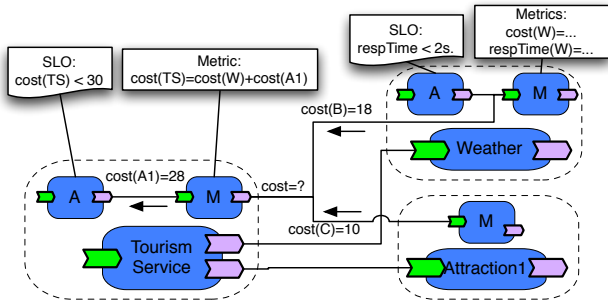 SLO:
cost(TS) < 30
Metric:
cost(TS)=cost(W)+cost(A1)
SLO:
respTime < 2s.
Metrics:
cost(W)=...
respTime(W)=...
A
M
cost(B)=18
Weather
cost(A1)=28
cost=?
A
M
cost(C)=10
M
Tourism
Service
Attraction1